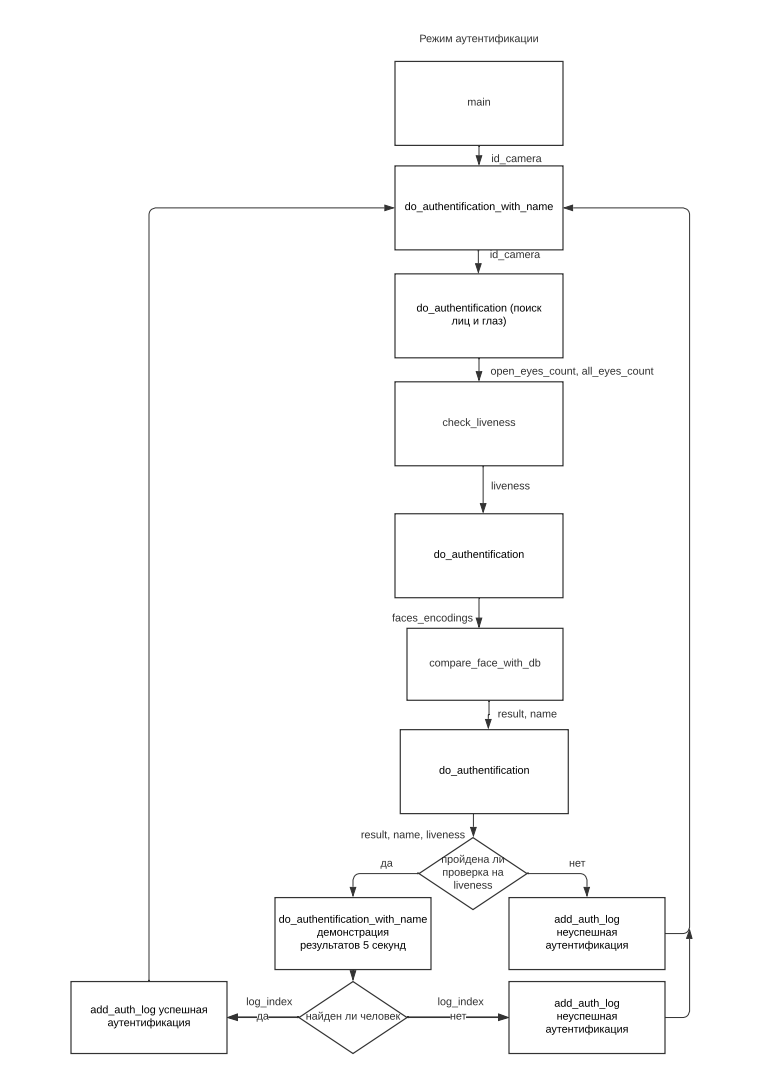 Режим аутентификации
main
id_camera
do_authentification_with_name
id_camera
do_authentification (поиск
лиц и глаз)
open_eyes_count, all_eyes_count
check_liveness
liveness
do_authentification
faces_encodings
compare_face_with_db
result, name
do_authentification
result, name, liveness
да
пройдена ли
проверка на
liveness
нет
do_authentification_with_name
демонстрация
результатов 5 секунд
add_auth_log
неуспешная
аутентификация
add_auth_log успешная
аутентификация
log_index
да
найден ли человек
log_index
нет
add_auth_log
неуспешная
аутентификация